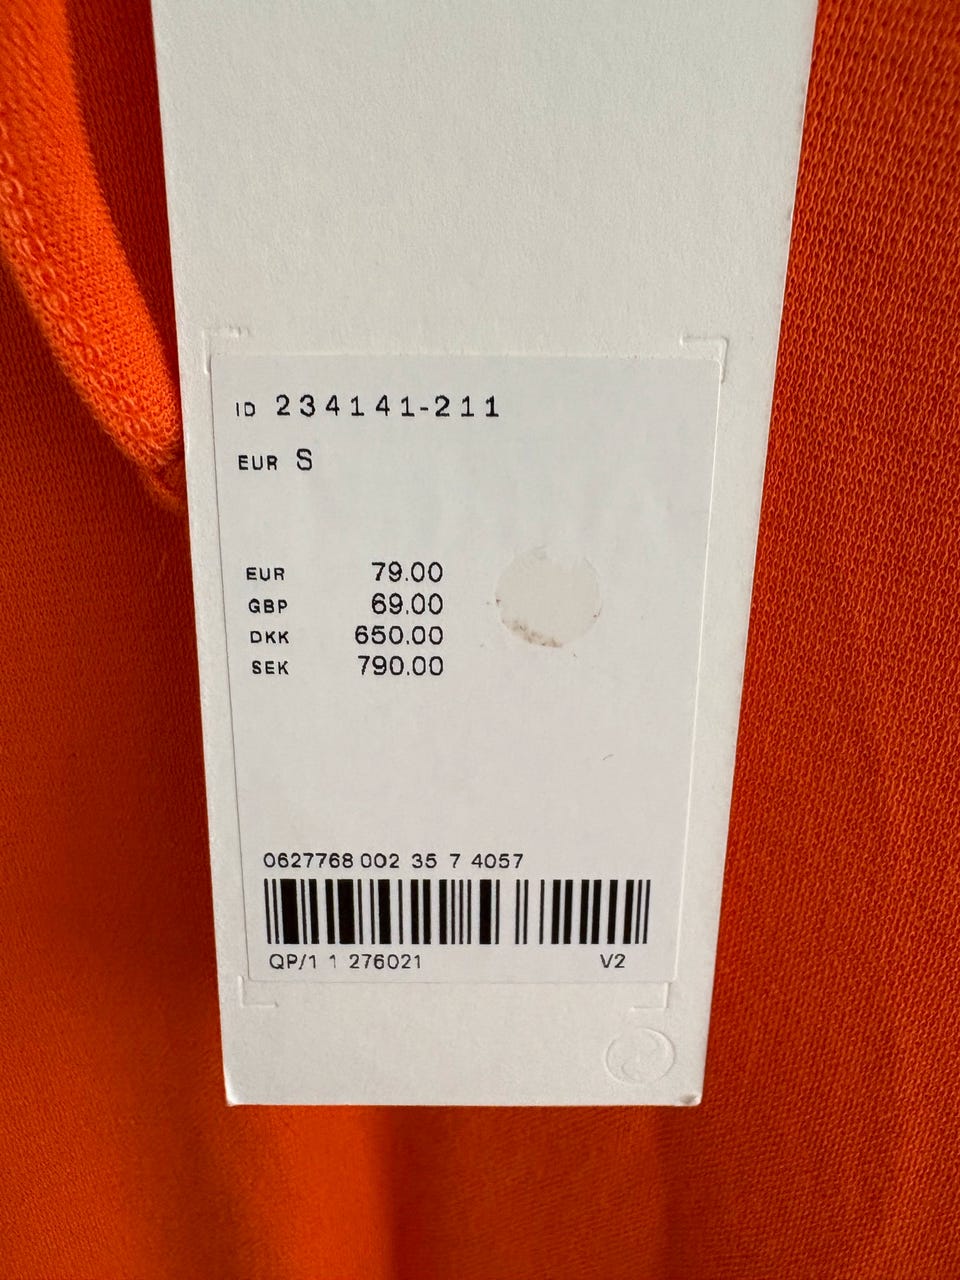 ID 234141-211
EUR S
EUR 79.00
GBP 69.00
DKK 650.00
SEK 790.00
0627768 002 35 7 4057
QP/1 1 276021 V2